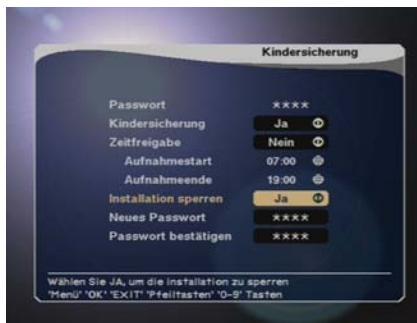 Kindersicherung
Passwort ****
Kindersicherung Ja
Zeitfreigabe Nein
Aufnahmestart 07:00
Aufnahmeende 19:00
Installation sperren Ja
Neues Passwort ****
Passwort bestätigen ****
Wählen Sie JA, um die installation zu sperren
'Menü' 'OK' 'EXIT' 'Pfeiltasten' '0-9' Tasten